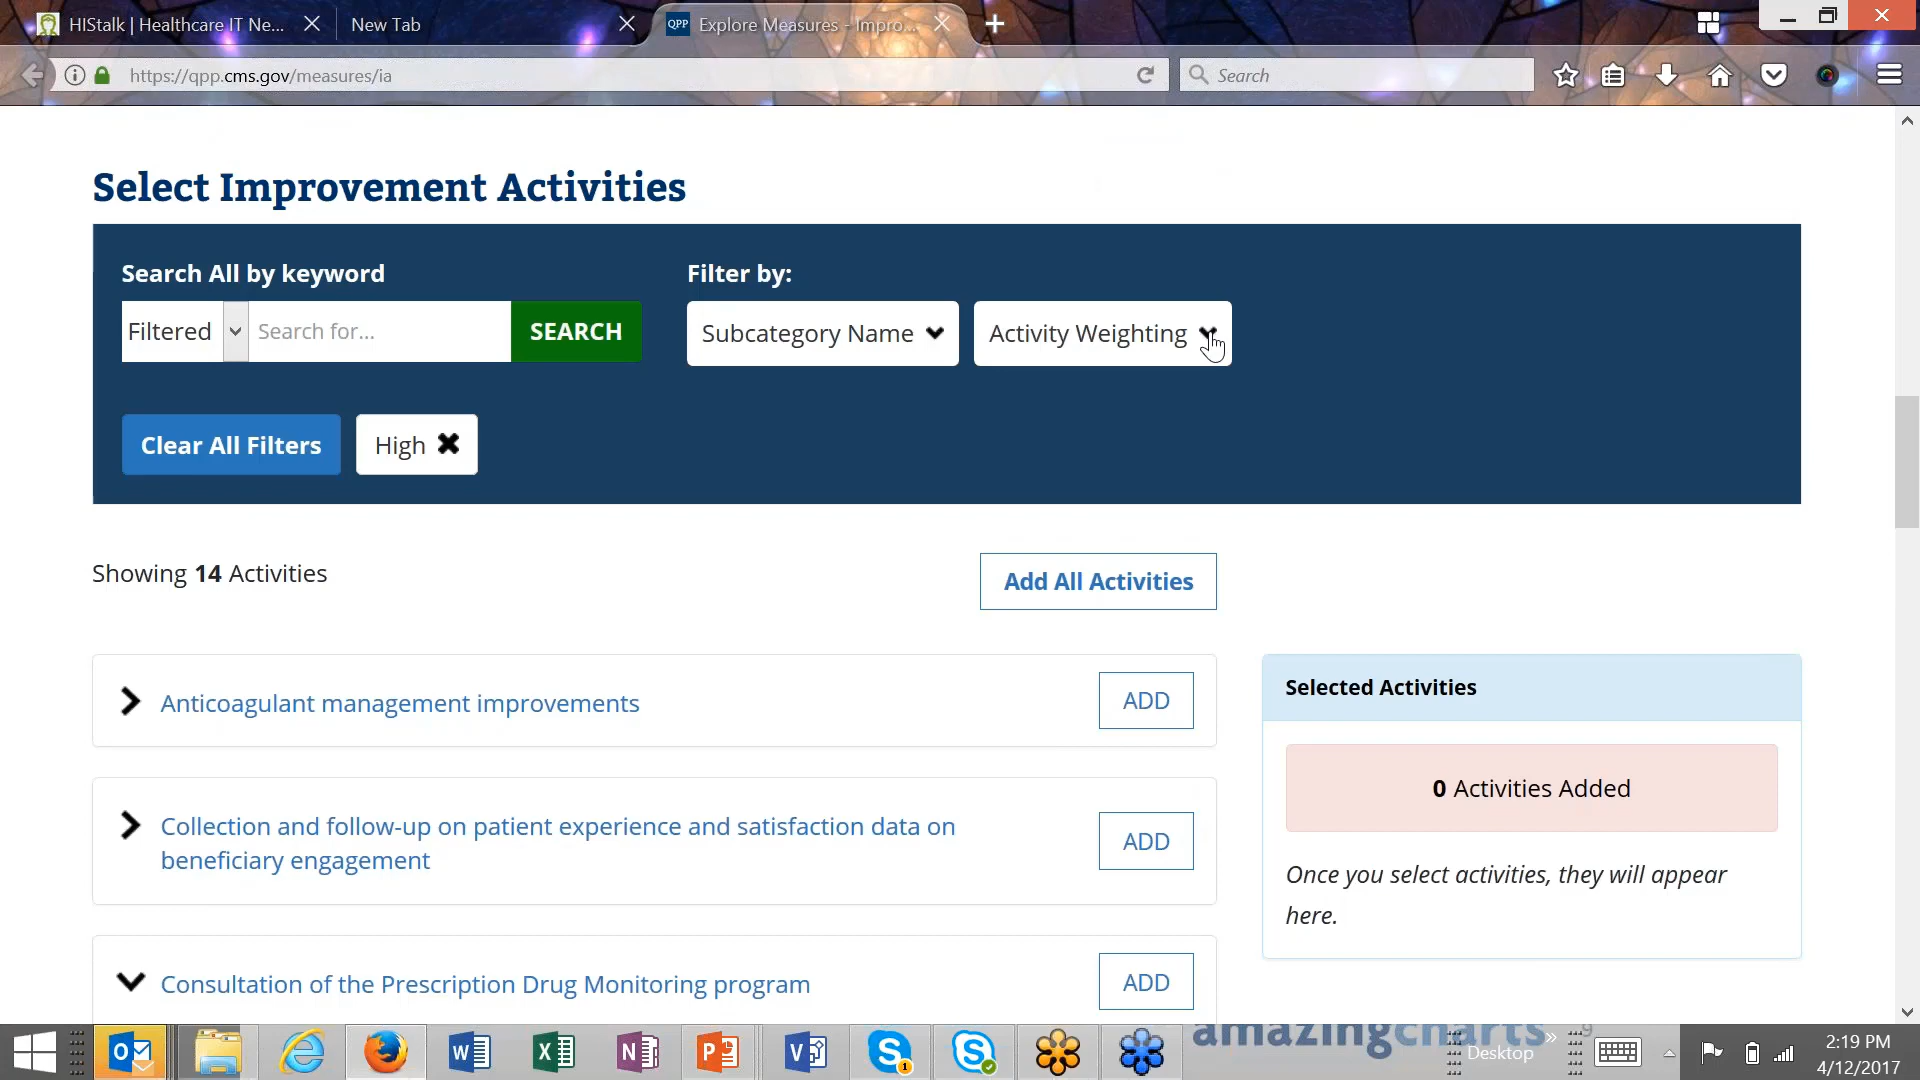 HIStalk | Healthcare IT Ne...
New Tab
QPP Explore Measures - Impro...
https://qpp.cms.gov/measures/ia
Search
Select Improvement Activities
Search All by keyword
Filter by:
Filtered
Search for...
SEARCH
Subcategory Name
Activity Weighting
Clear All Filters
High
Showing 14 Activities
Add All Activities
Anticoagulant management improvements
ADD
Selected Activities
0 Activities Added
Collection and follow-up on patient experience and satisfaction data on
beneficiary engagement
ADD
Once you select activities, they will appear
here.
Consultation of the Prescription Drug Monitoring program
ADD
amazingcharts
Desktop
2:19 PM
4/12/2017